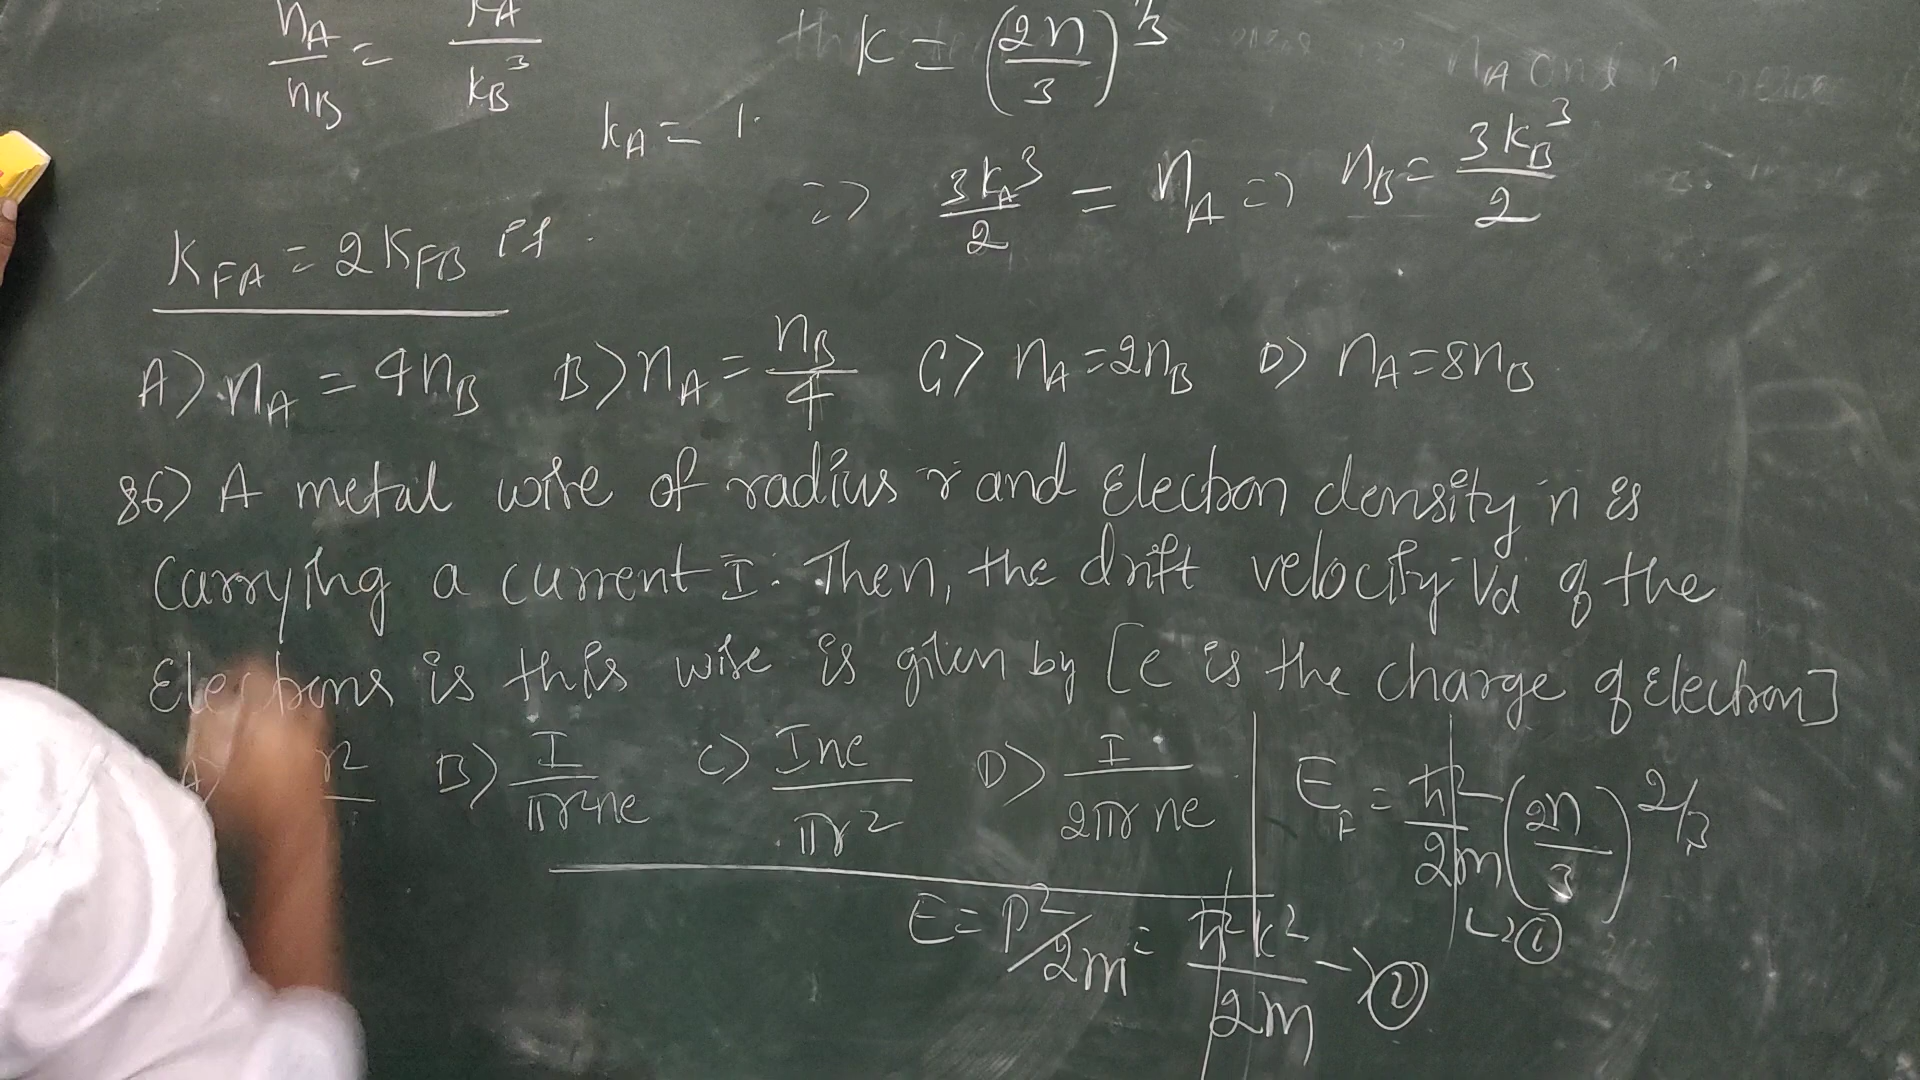 nA/nB = kA/kB³
k = (2n/3)^1/3
kA = 1.
=> 3kA³/2 = nA => nB = 3kB³/2
KFA = 2KFB if
A) nA = 4nB B) nA = nB/4 C) nA = 2nB D) nA = 8nB
36) A metal wire of radius r and Electron density n is
Carrying a current I. Then, the drift velocity Vd of the
Electrons is this wire is given by [e is the charge of electron]
A) B) I/πr²ne C) Ine/πr² D) I/2πr ne
E_F = ħ²/2m (2n/3)^2/3 → ①
E = P²/2m = ħ²k²/2m → ②